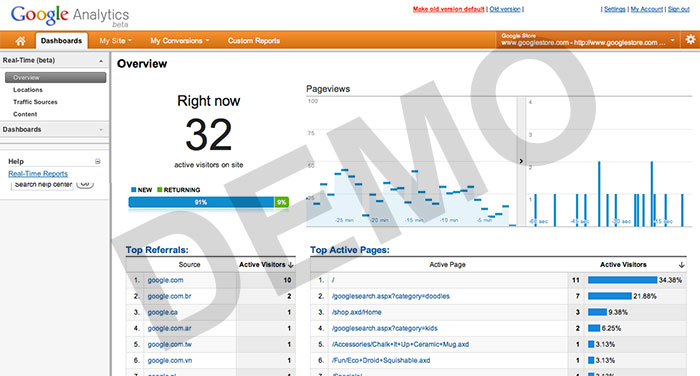 Google Analytics
beta
Make old version default | Old version |
| Settings | My Account | Sign out
Dashboards
My Site
My Conversions
Custom Reports
Google Store
www.googlestore.com - http://www.googlestore.com ...
Real-Time (beta)
Overview
Locations
Traffic Sources
Content
Dashboards
Help
Real-Time Reports
Search help center
Go
Overview
Right now
32
active visitors on site
NEW
RETURNING
91%
9%
Pageviews
100
75
50
25
-25 min
-20 min
-15 min
-10 min
-5 min
4
3
2
1
-60 sec
-45 sec
-30 sec
-15 sec
DEMO
Top Referrals:
Source
Active Visitors
1. google.com 10
2. google.com.br 2
3. google.ca 1
4. google.com.ar 1
5. google.com.tw 1
6. google.com.vn 1
Top Active Pages:
Active Page
Active Visitors
1. / 11 34.38%
2. /googlesearch.aspx?category=doodles 7 21.88%
3. /shop.axd/Home 3 9.38%
4. /googlesearch.aspx?category=kids 2 6.25%
5. /Accessories/Chalk+It+Up+Ceramic+Mug.axd 1 3.13%
6. /Fun/Eco+Droid+Squishable.axd 1 3.13%